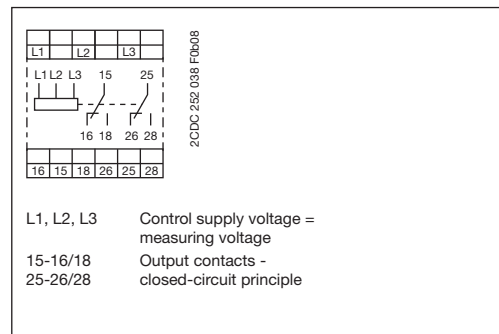 L1 L2 L3
L1 L2 L3 15 25
16 18 26 28
16 15 18 26 25 28
2CDC 252 038 F0b08
L1, L2, L3 Control supply voltage =
measuring voltage
15-16/18 Output contacts -
25-26/28 closed-circuit principle